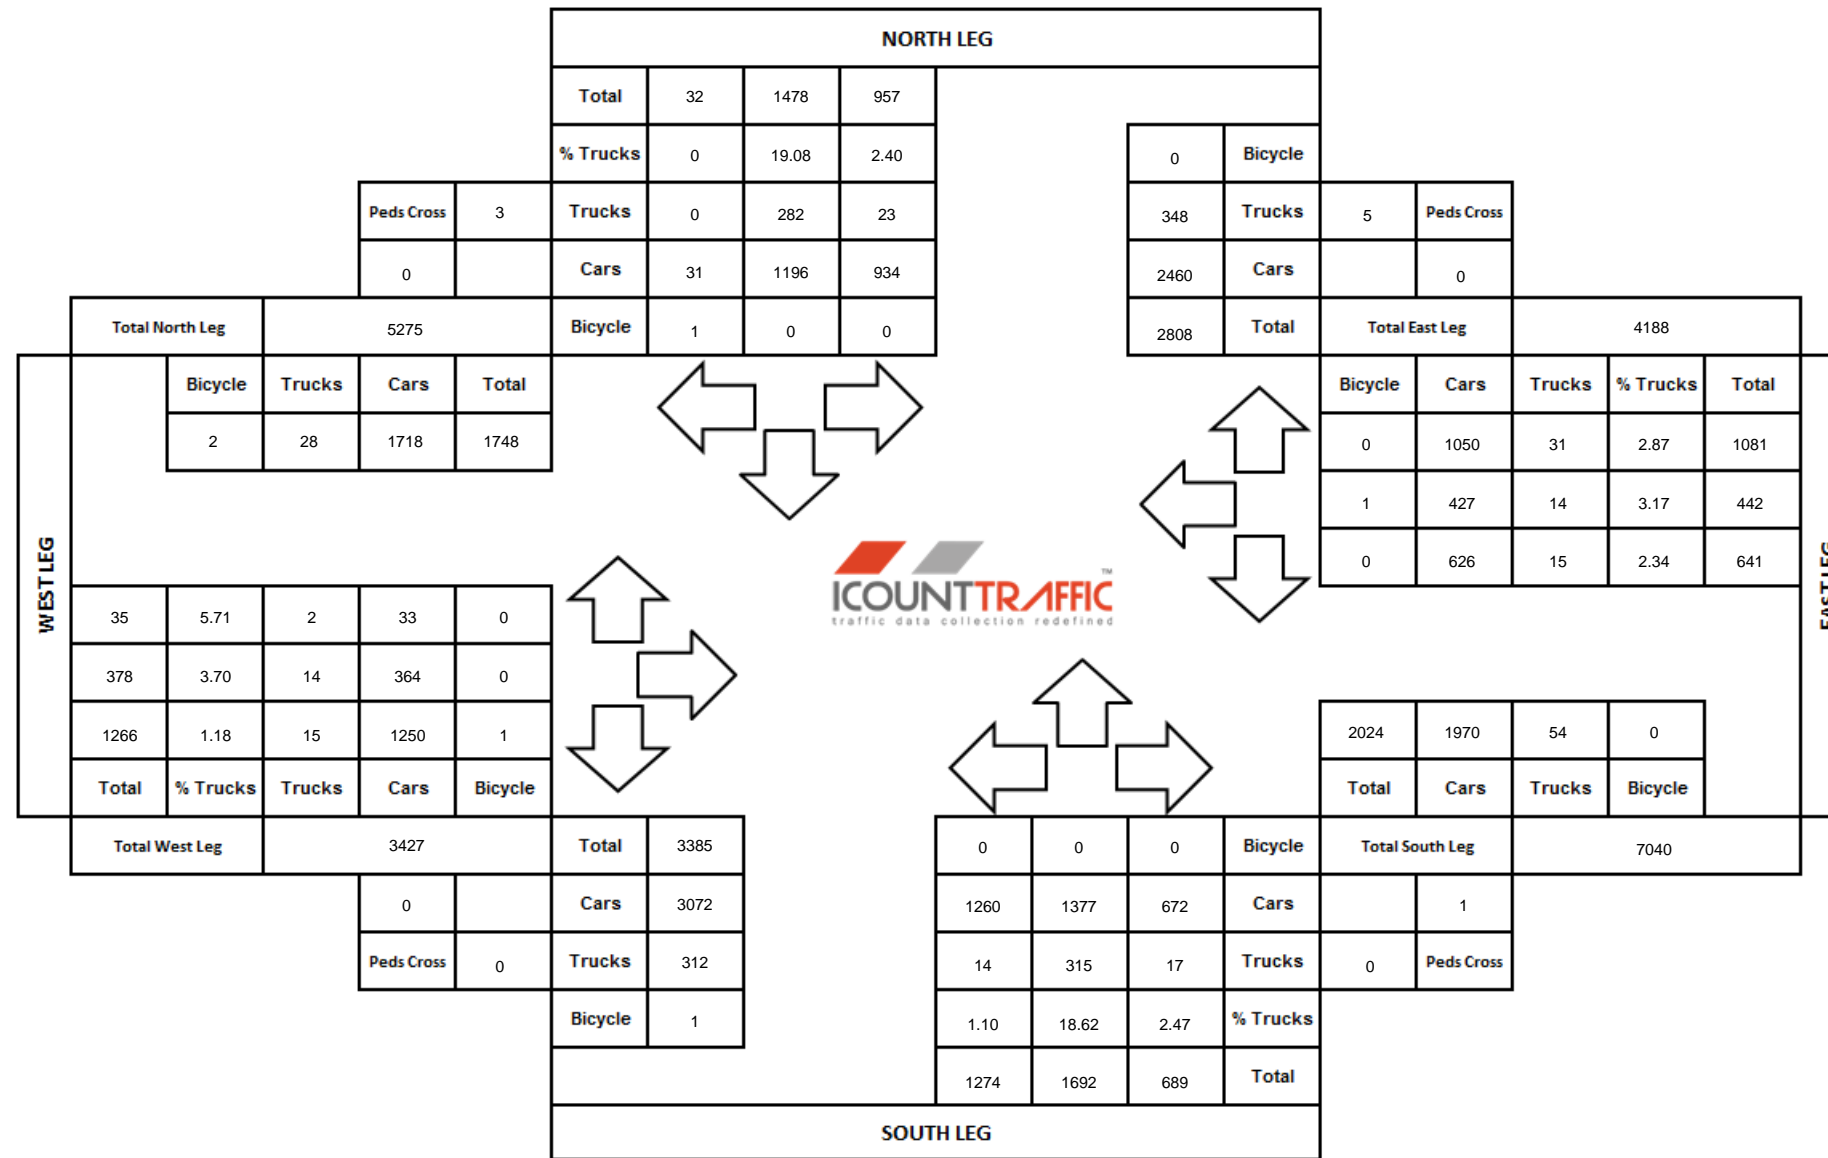 NORTH LEG
Total 32 1478 957
% Trucks 0 19.08 2.40 0 Bicycle
Peds Cross 3 Trucks 0 282 23 348 Trucks 5 Peds Cross
0 Cars 31 1196 934 2460 Cars 0
Total North Leg 5275 Bicycle 1 0 0 2808 Total Total East Leg 4188
Bicycle Trucks Cars Total Bicycle Cars Trucks % Trucks Total
2 28 1718 1748 0 1050 31 2.87 1081
1 427 14 3.17 442
0 626 15 2.34 641
WEST LEG
EAST LEG
ICOUNTTRAFFIC™
traffic data collection redefined
35 5.71 2 33 0
378 3.70 14 364 0
1266 1.18 15 1250 1 2024 1970 54 0
Total % Trucks Trucks Cars Bicycle Total Cars Trucks Bicycle
Total West Leg 3427 Total 3385 0 0 0 Bicycle Total South Leg 7040
0 Cars 3072 1260 1377 672 Cars 1
Peds Cross 0 Trucks 312 14 315 17 Trucks 0 Peds Cross
Bicycle 1 1.10 18.62 2.47 % Trucks
1274 1692 689 Total
SOUTH LEG